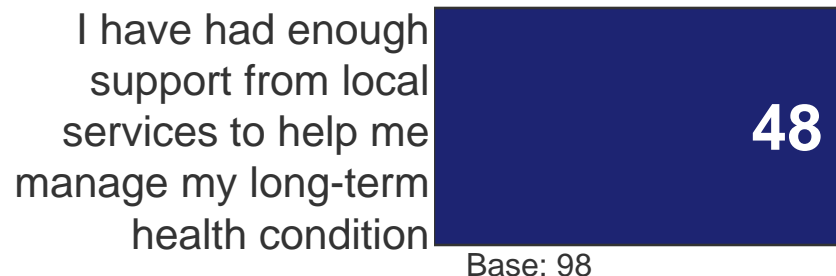 I have had enough
support from local
services to help me
manage my long-term
health condition
48
Base: 98